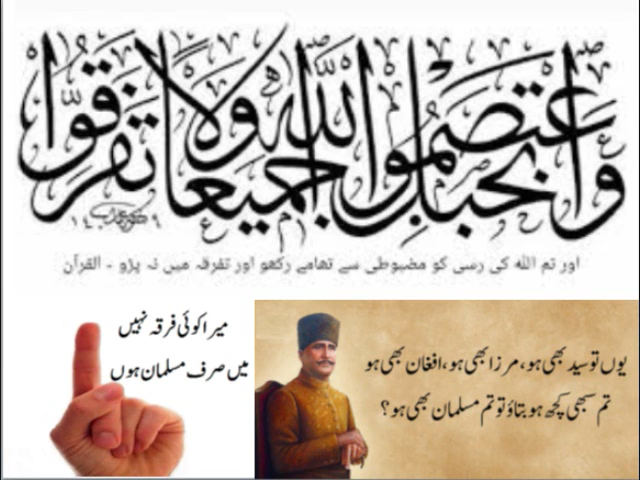 واعتصموا بحبل الله جميعا ولا تفرقوا
اور تم اللہ کی رسی کو مضبوطی سے تھامے رکھو اور تفرقہ میں نہ پڑو - القرآن
میرا کوئی فرقہ نہیں
میں صرف مسلمان ہوں
یوں تو سید بھی ہو، مرزا بھی ہو، افغان بھی ہو
تم سبھی کچھ ہو بتاؤ تو تم مسلمان بھی ہو؟